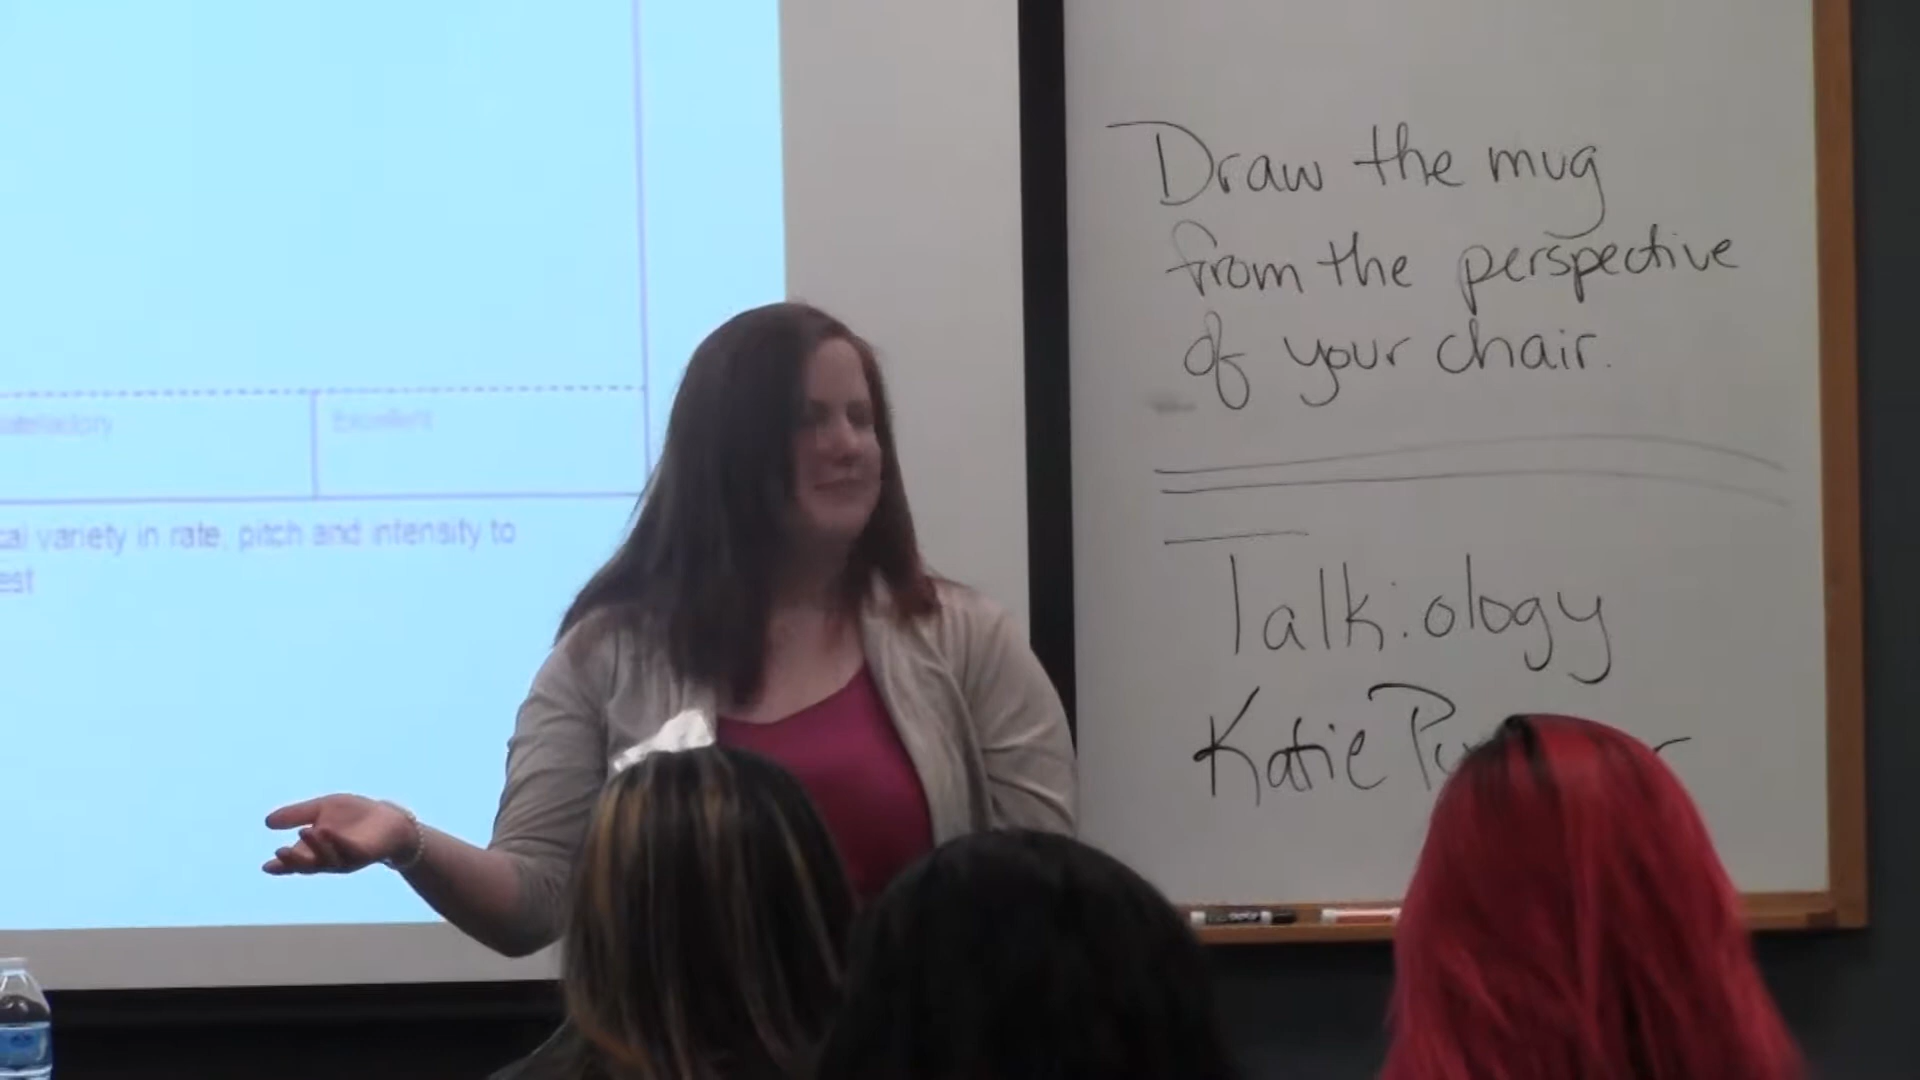 Excellent
cal variety in rate, pitch and intensity to
est
Draw the mug
from the perspective
of your chair.
Talk:ology
Katie